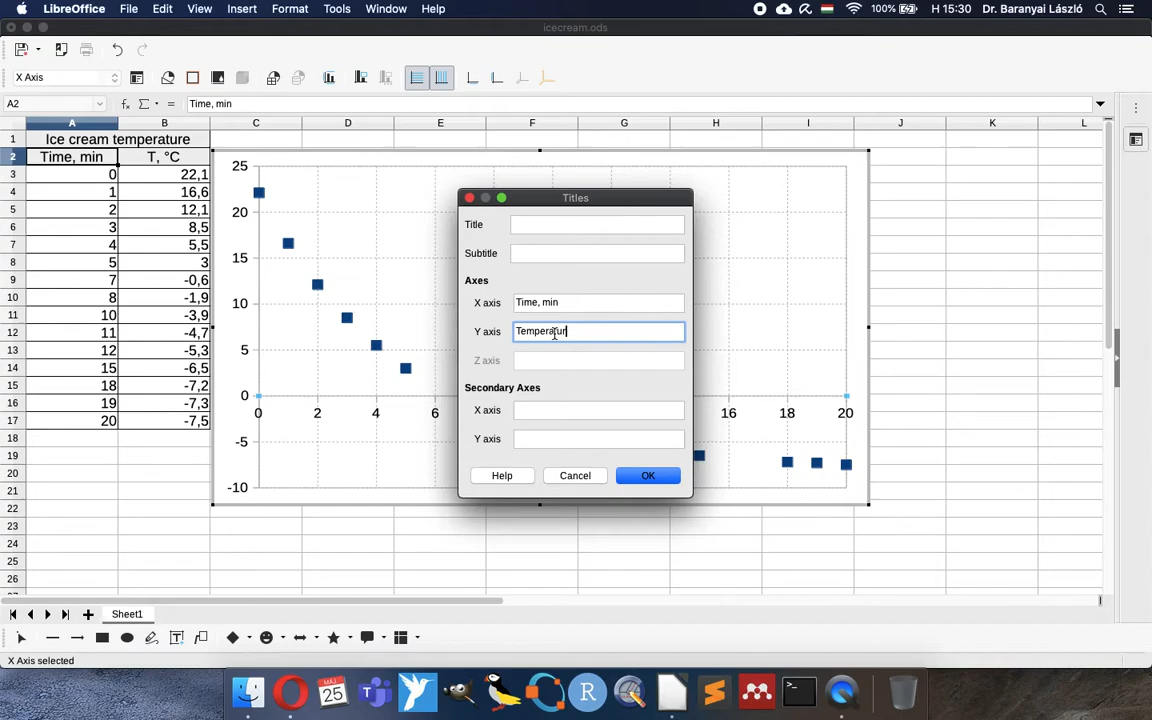 LibreOffice File Edit View Insert Format Tools Window Help 100% H 15:30 Dr. Baranyai László
icecream.ods
X Axis
A2 Time, min
A B C D E F G H I J K L
1 Ice cream temperature
2 Time, min T, °C
3 0 22,1
4 1 16,6
5 2 12,1
6 3 8,5
7 4 5,5
8 5 3
9 7 -0,6
10 8 -1,9
11 10 -3,9
12 11 -4,7
13 12 -5,3
14 15 -6,5
15 18 -7,2
16 19 -7,3
17 20 -7,5
18
19
20
21
22
23
24
25
26
25
20
15
10
5
0
-5
-10
0 2 4 6 16 18 20
Titles
Title
Subtitle
Axes
X axis Time, min
Y axis Temperatur
Z axis
Secondary Axes
X axis
Y axis
Help Cancel OK
Sheet1
X Axis selected
MÁJ
25
R